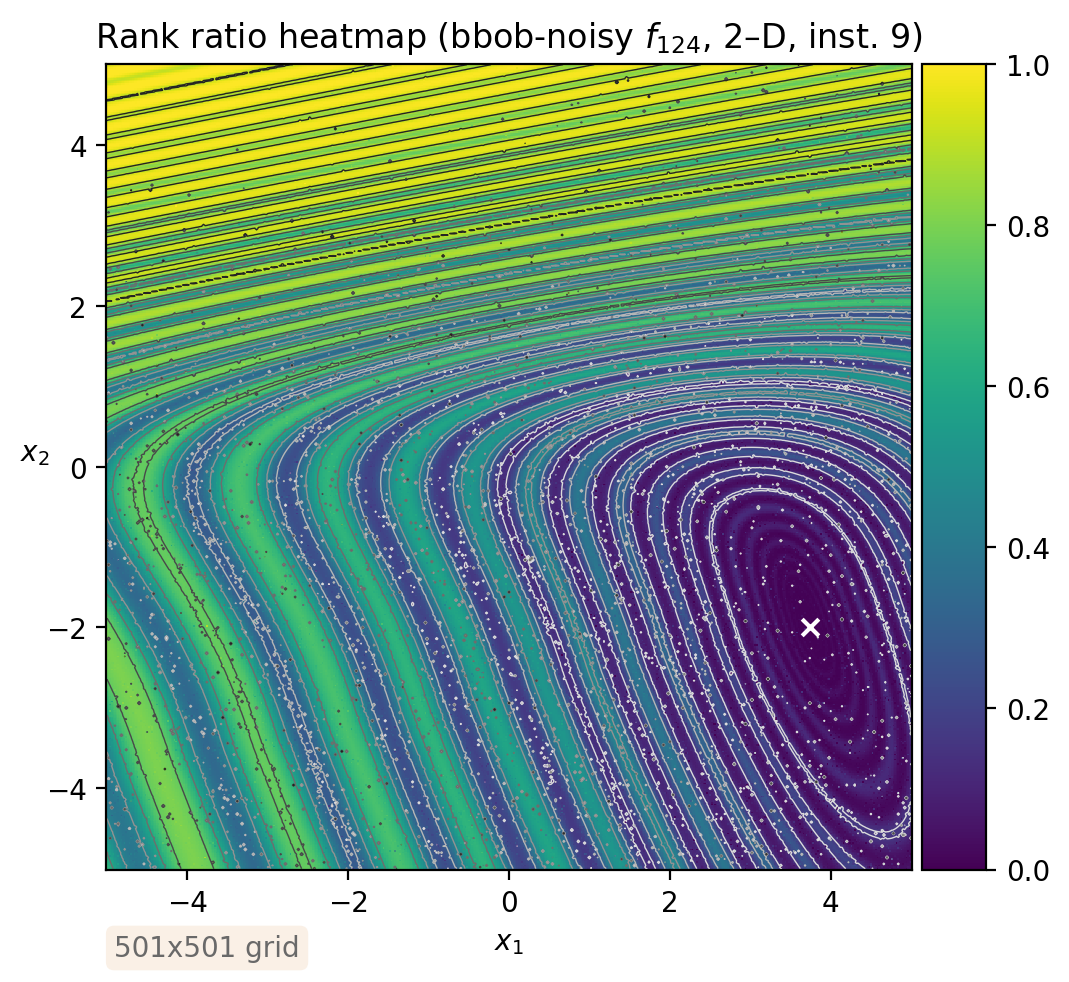 Rank ratio heatmap (bbob-noisy f124, 2–D, inst. 9)
1.0
4
0.8
2
0.6
x2
0
0.4
−2
0.2
−4
0.0
−4 −2 0 2 4
501x501 grid
x1